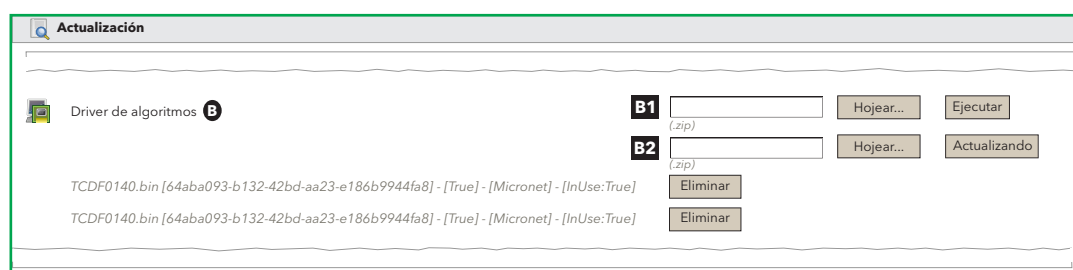 Actualización
Driver de algoritmos B B1 Hojear... Ejecutar
(.zip)
B2 Hojear... Actualizando
(.zip)
TCDF0140.bin [64aba093-b132-42bd-aa23-e186b9944fa8] - [True] - [Micronet] - [InUse:True] Eliminar
TCDF0140.bin [64aba093-b132-42bd-aa23-e186b9944fa8] - [True] - [Micronet] - [InUse:True] Eliminar